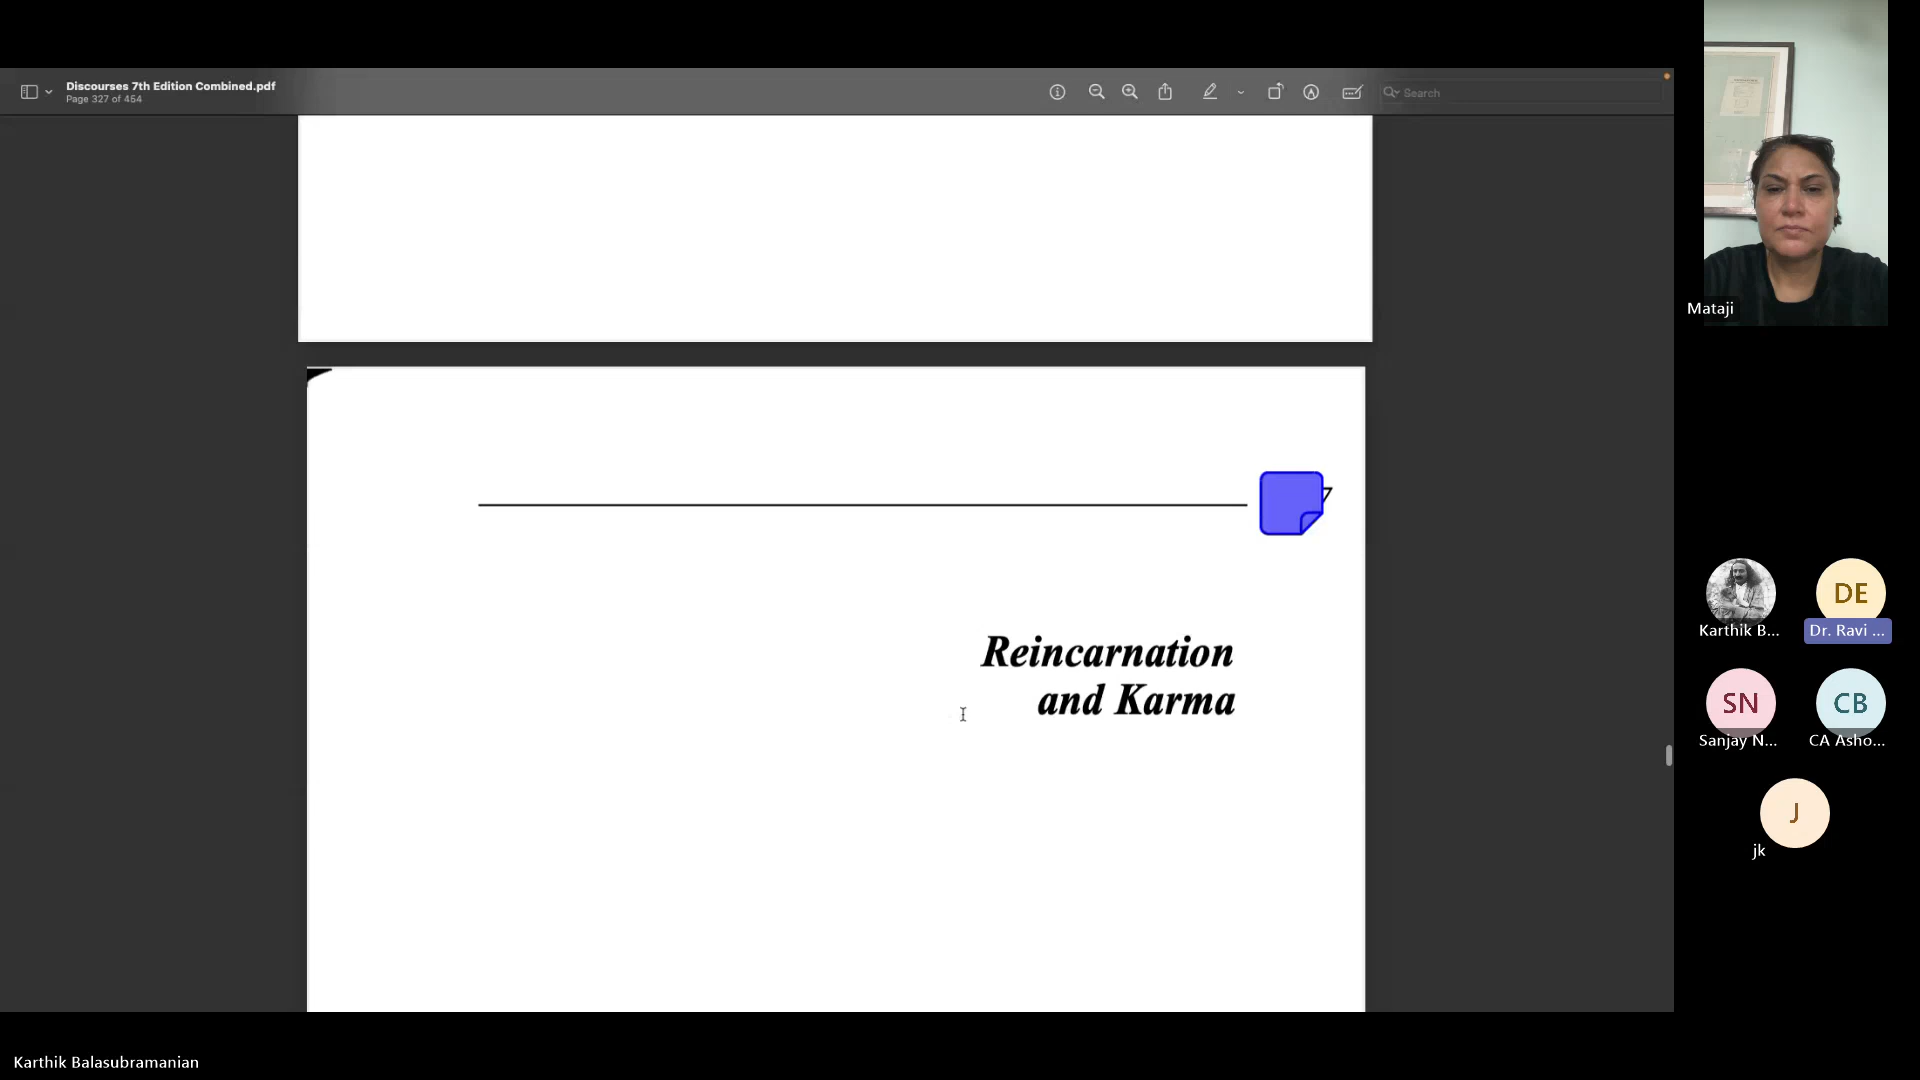 Discourses 7th Edition Combined.pdf
Page 327 of 454
Search
7
Reincarnation
and Karma
Mataji
Karthik B...
DE
Dr. Ravi ...
SN
Sanjay N...
CB
CA Asho...
J
jk
Karthik Balasubramanian